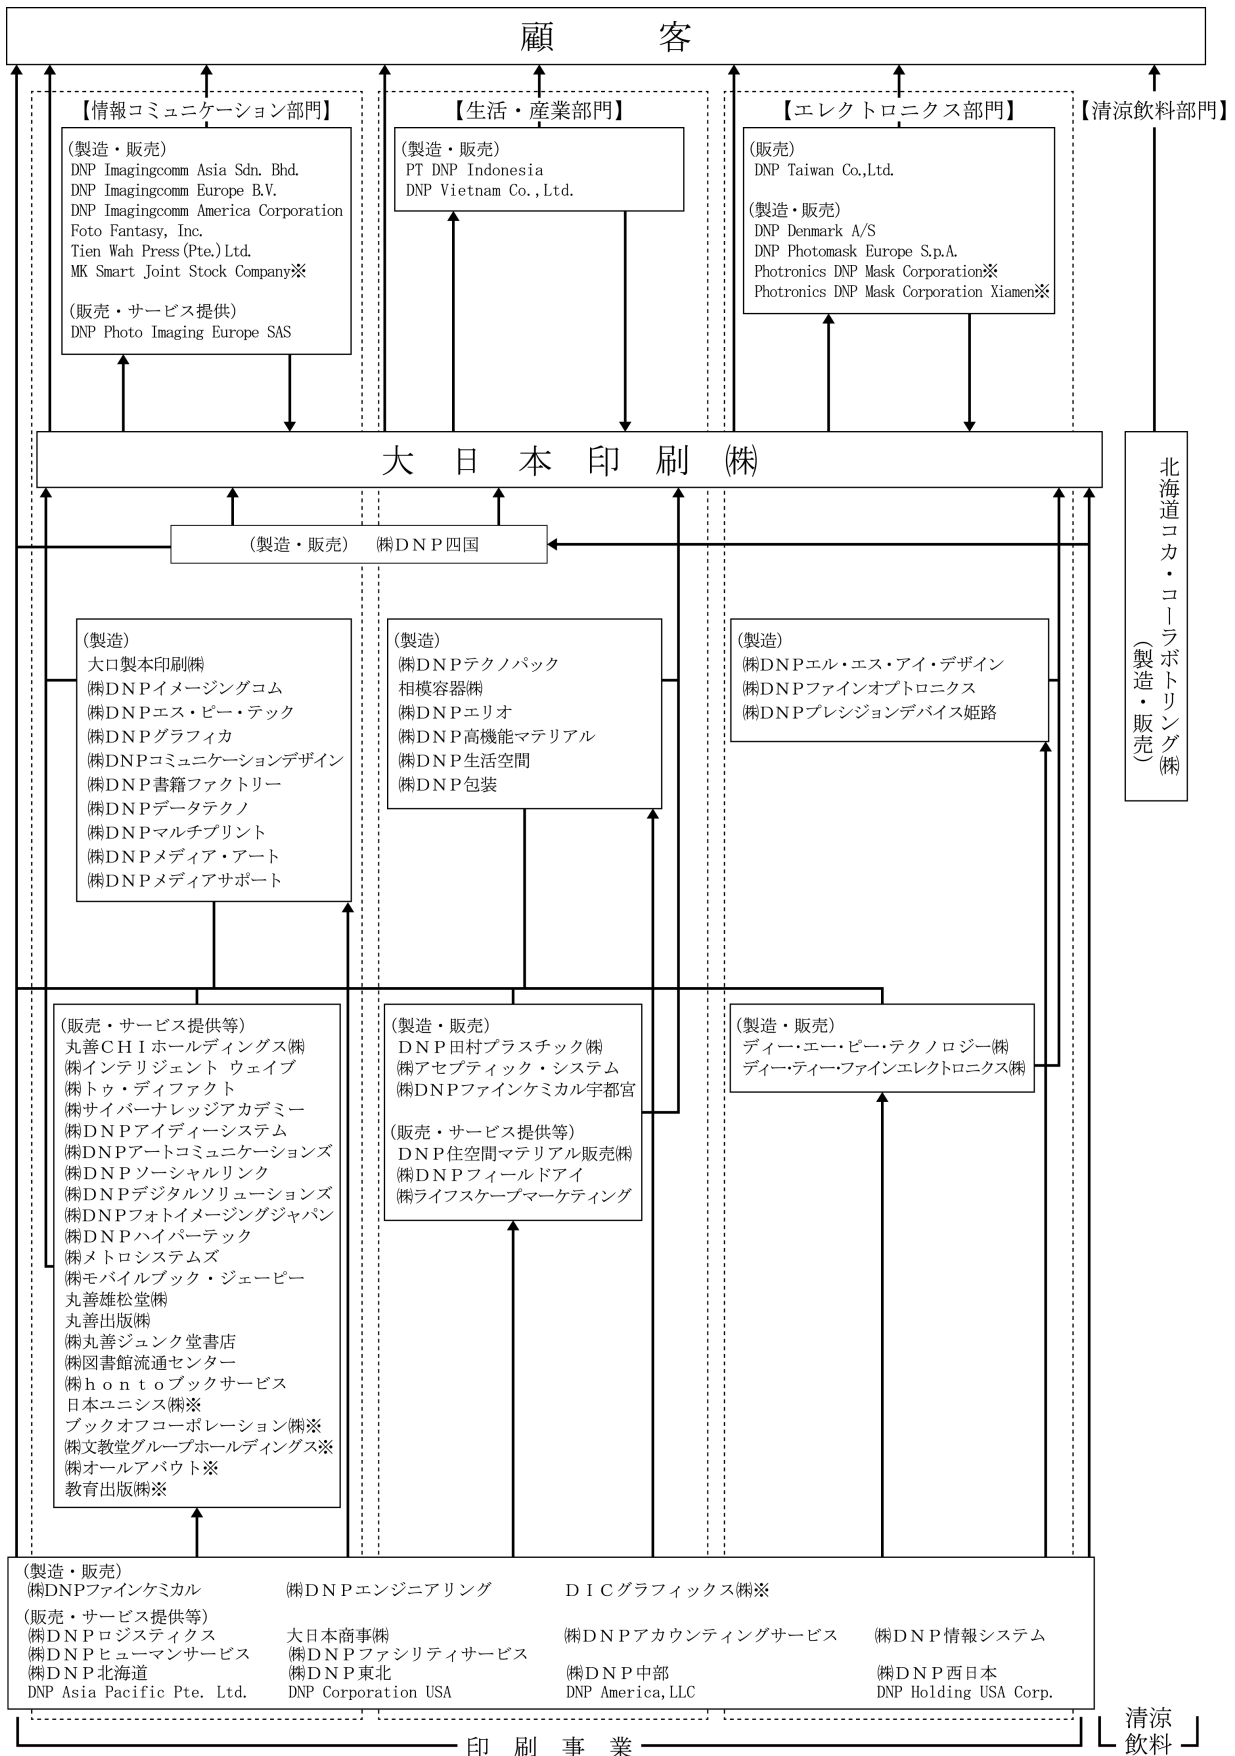 顧客
【情報コミュニケーション部門】
(製造・販売)
DNP Imagingcomm Asia Sdn. Bhd.
DNP Imagingcomm Europe B.V.
DNP Imagingcomm America Corporation
Foto Fantasy, Inc.
Tien Wah Press(Pte.)Ltd.
MK Smart Joint Stock Company※
(販売・サービス提供)
DNP Photo Imaging Europe SAS
【生活・産業部門】
(製造・販売)
PT DNP Indonesia
DNP Vietnam Co.,Ltd.
【エレクトロニクス部門】
(販売)
DNP Taiwan Co.,Ltd.
(製造・販売)
DNP Denmark A/S
DNP Photomask Europe S.p.A.
Photronics DNP Mask Corporation※
Photronics DNP Mask Corporation Xiamen※
【清涼飲料部門】
大日本印刷㈱
北海道コカ・コーラボトリング㈱
(製造・販売)
(製造・販売) ㈱DNP四国
(製造)
大口製本印刷㈱
㈱DNPイメージングコム
㈱DNPエス・ピー・テック
㈱DNPグラフィカ
㈱DNPコミュニケーションデザイン
㈱DNP書籍ファクトリー
㈱DNPデータテクノ
㈱DNPマルチプリント
㈱DNPメディア・アート
㈱DNPメディアサポート
(製造)
㈱DNPテクノパック
相模容器㈱
㈱DNPエリオ
㈱DNP高機能マテリアル
㈱DNP生活空間
㈱DNP包装
(製造)
㈱DNPエル・エス・アイ・デザイン
㈱DNPファインオプトロニクス
㈱DNPプレシジョンデバイス姫路
(販売・サービス提供等)
丸善CHIホールディングス㈱
㈱インテリジェント ウェイブ
㈱トゥ・ディファクト
㈱サイバーナレッジアカデミー
㈱DNPアイディーシステム
㈱DNPアートコミュニケーションズ
㈱DNPソーシャルリンク
㈱DNPデジタルソリューションズ
㈱DNPフォトイメージングジャパン
㈱DNPハイパーテック
㈱メトロシステムズ
㈱モバイルブック・ジェーピー
丸善雄松堂㈱
丸善出版㈱
㈱丸善ジュンク堂書店
㈱図書館流通センター
㈱hontoブックサービス
日本ユニシス㈱※
ブックオフコーポレーション㈱※
㈱文教堂グループホールディングス※
㈱オールアバウト※
教育出版㈱※
(製造・販売)
DNP田村プラスチック㈱
㈱アセプティック・システム
㈱DNPファインケミカル宇都宮
(販売・サービス提供等)
DNP住空間マテリアル販売㈱
㈱DNPフィールドアイ
㈱ライフスケープマーケティング
(製造・販売)
ディー・エー・ピー・テクノロジー㈱
ディー・ティー・ファインエレクトロニクス㈱
(製造・販売)
㈱DNPファインケミカル ㈱DNPエンジニアリング DICグラフィックス㈱※
(販売・サービス提供等)
㈱DNPロジスティクス 大日本商事㈱ ㈱DNPアカウンティングサービス ㈱DNP情報システム
㈱DNPヒューマンサービス ㈱DNPファシリティサービス
㈱DNP北海道 ㈱DNP東北 ㈱DNP中部 ㈱DNP西日本
DNP Asia Pacific Pte. Ltd. DNP Corporation USA DNP America,LLC DNP Holding USA Corp.
印刷事業
清涼
飲料